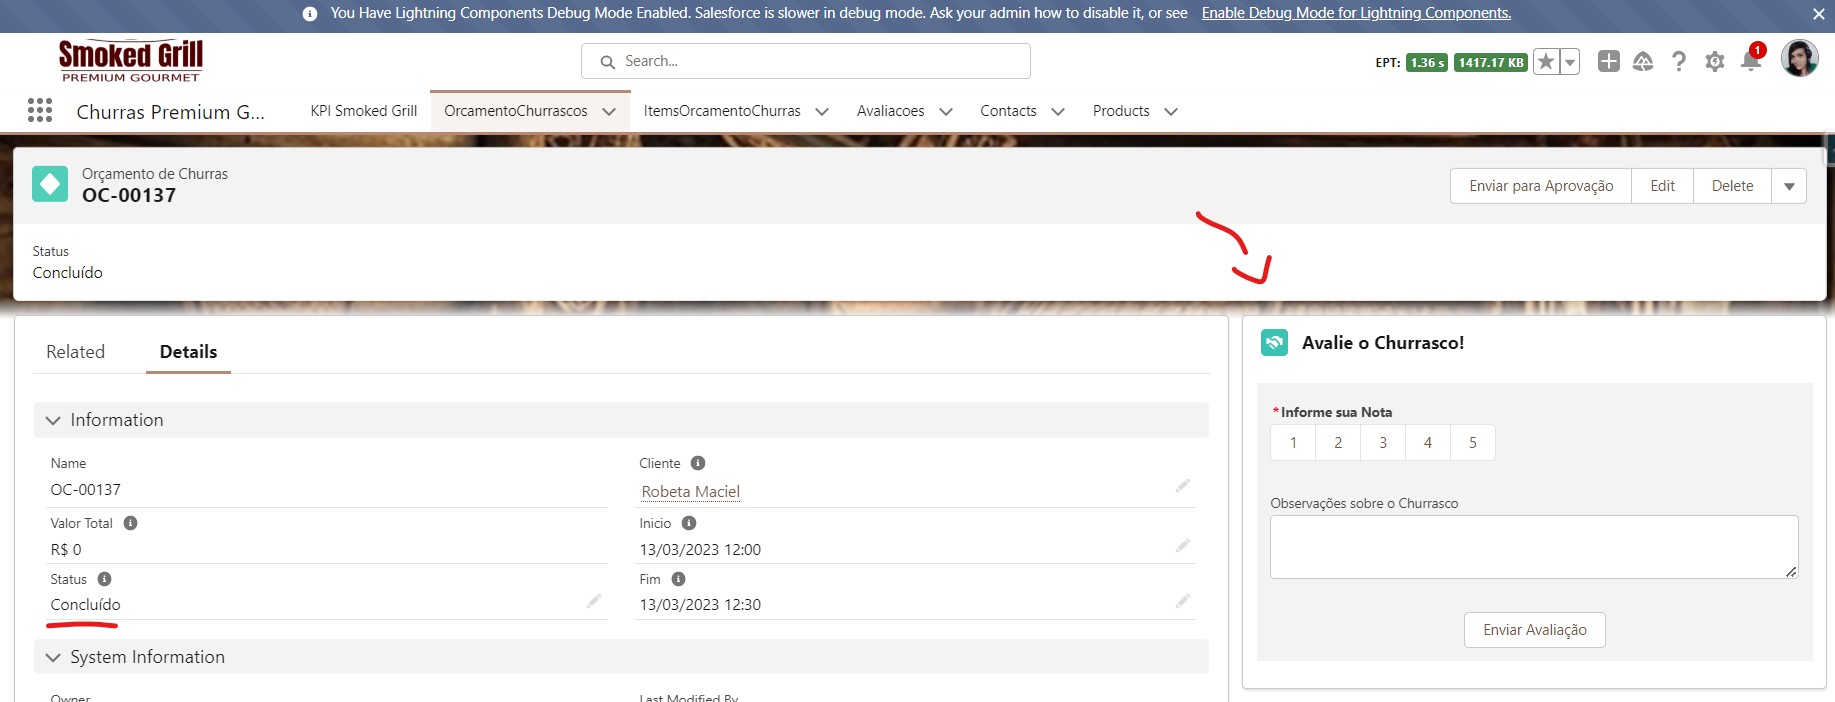 You Have Lightning Components Debug Mode Enabled. Salesforce is slower in debug mode. Ask your admin how to disable it, or see Enable Debug Mode for Lightning Components.
Smoked Grill
PREMIUM GOURMET
Search...
EPT: 1.36 s 1417.17 KB
1
Churras Premium G... KPI Smoked Grill OrcamentoChurrascos ItemsOrcamentoChurras Avaliacoes Contacts Products
Orçamento de Churras
OC-00137
Enviar para Aprovação Edit Delete
Status
Concluído
Related Details
Information
Name
OC-00137
Cliente
Robeta Maciel
Valor Total
R$ 0
Inicio
13/03/2023 12:00
Status
Concluído
Fim
13/03/2023 12:30
System Information
Owner
Last Modified By
Avalie o Churrasco!
*Informe sua Nota
1 2 3 4 5
Observações sobre o Churrasco
Enviar Avaliação